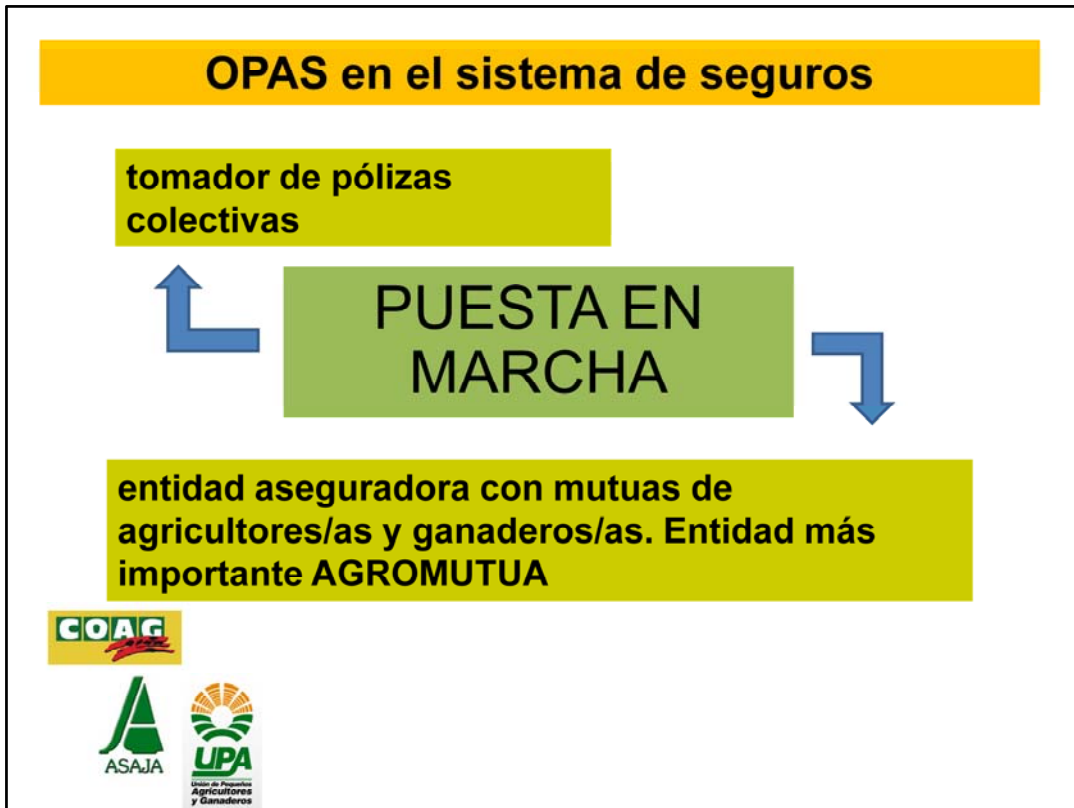 OPAS en el sistema de seguros
tomador de pólizas
colectivas
PUESTA EN
MARCHA
entidad aseguradora con mutuas de
agricultores/as y ganaderos/as. Entidad más
importante AGROMUTUA
COAG
ASAJA
UPA
Unión de Pequeños
Agricultores
y Ganaderos